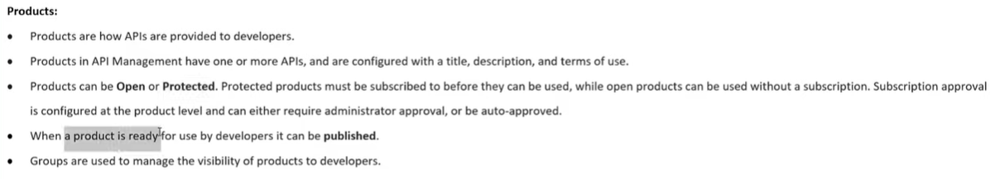 Products:
• Products are how APIs are provided to developers.
• Products in API Management have one or more APIs, and are configured with a title, description, and terms of use.
• Products can be Open or Protected. Protected products must be subscribed to before they can be used, while open products can be used without a subscription. Subscription approval
is configured at the product level and can either require administrator approval, or be auto-approved.
• When a product is ready for use by developers it can be published.
• Groups are used to manage the visibility of products to developers.